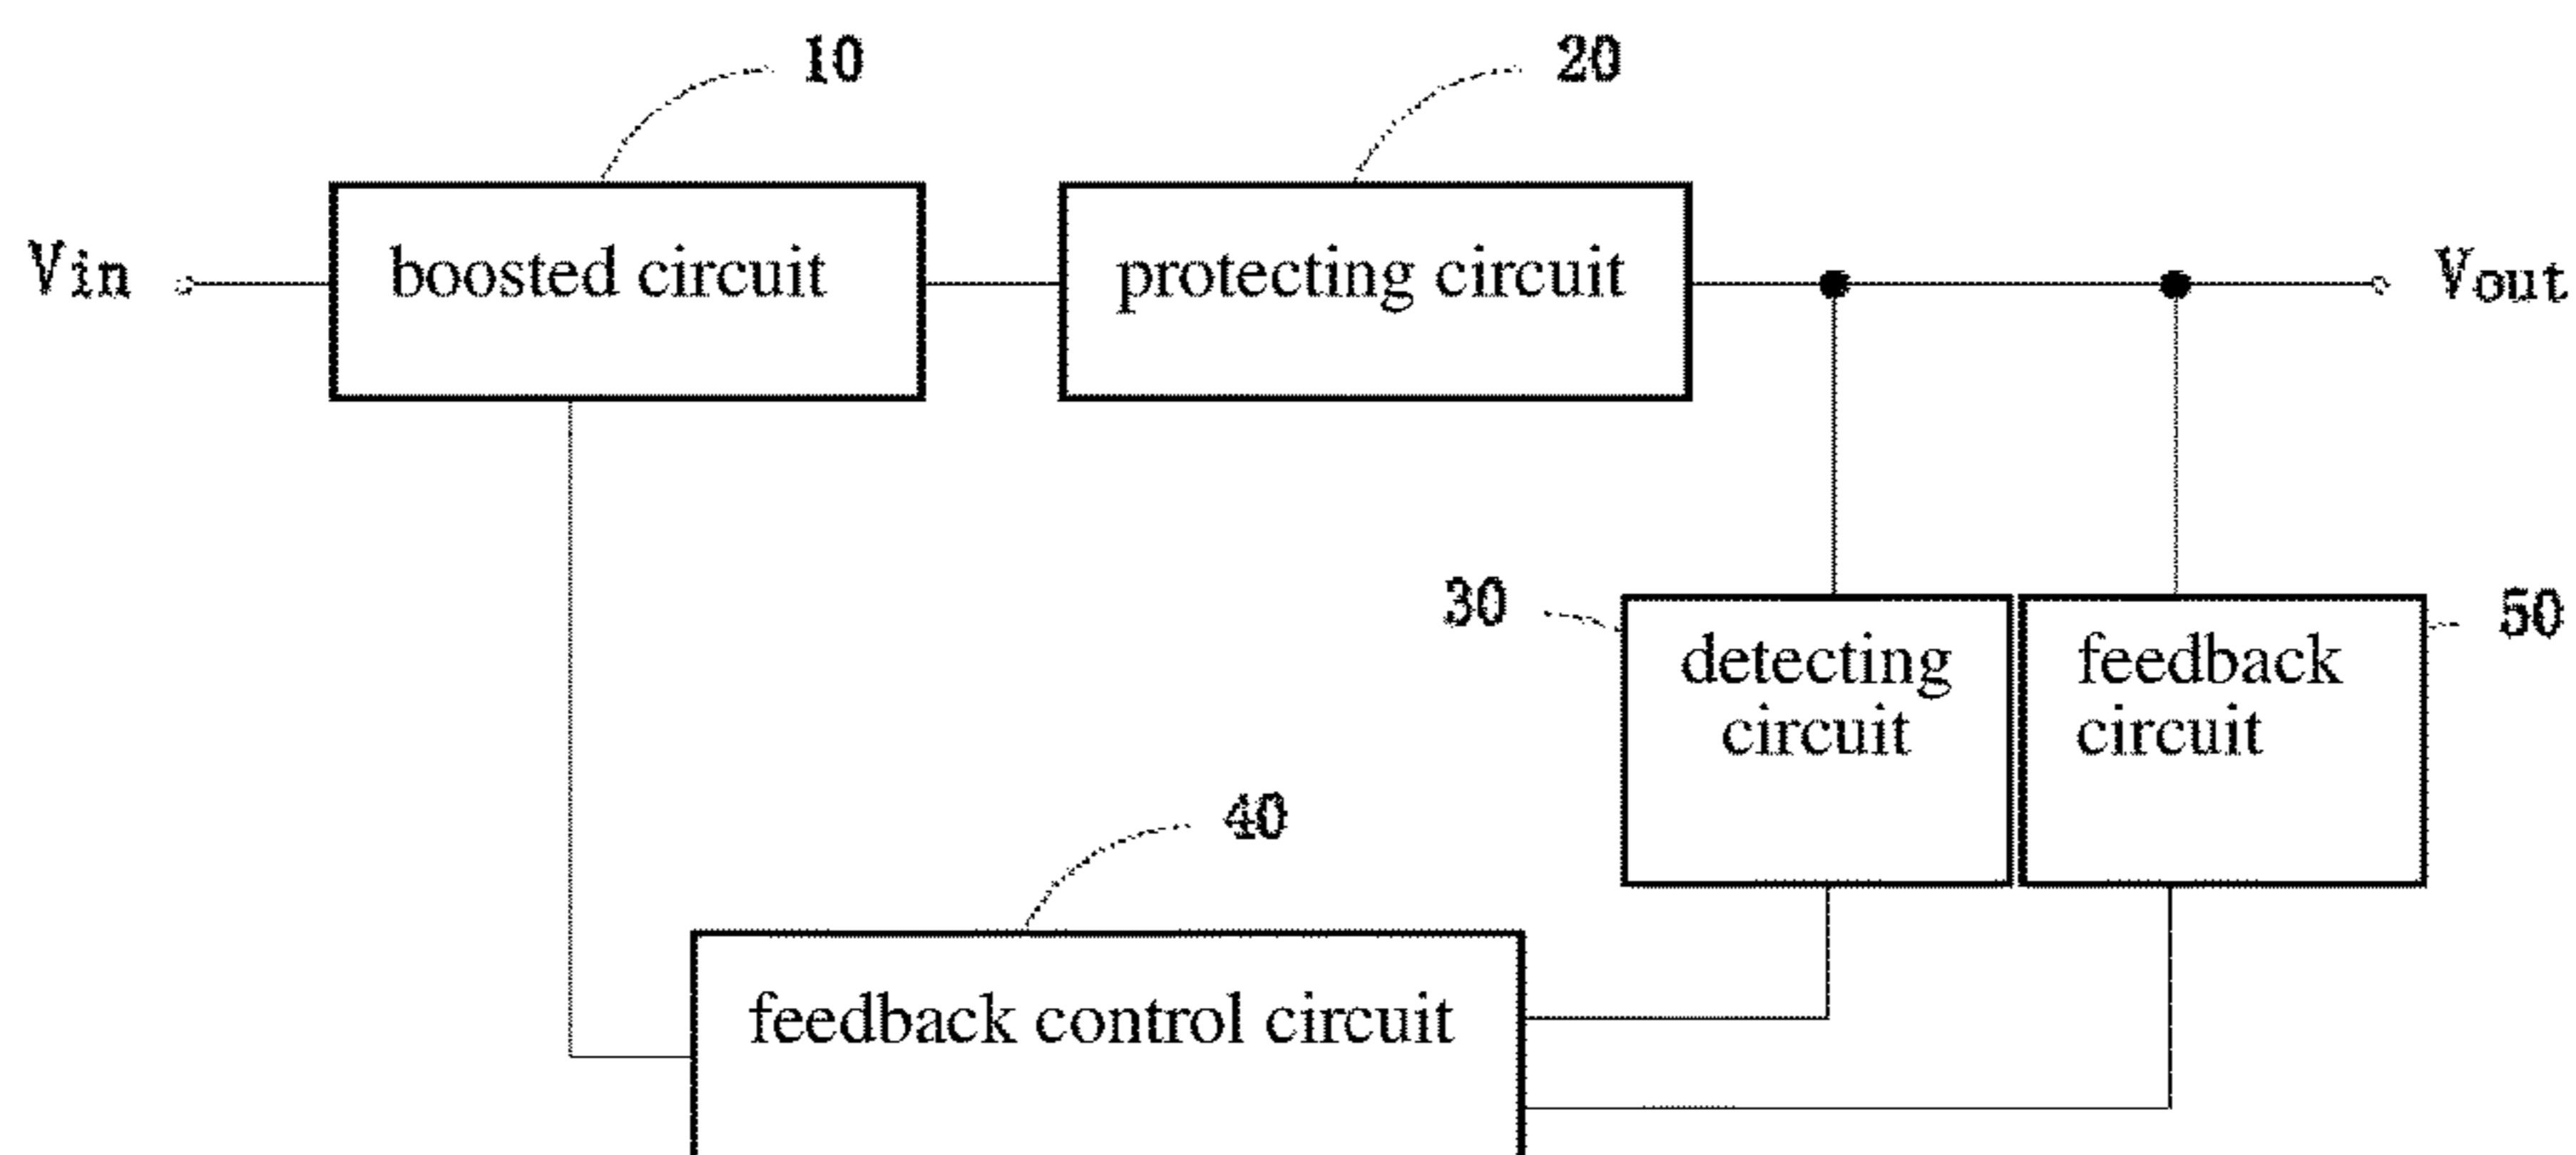 10
20
Vin
boosted circuit
protecting circuit
Vout
30
detecting
circuit
feedback
circuit
50
40
feedback control circuit